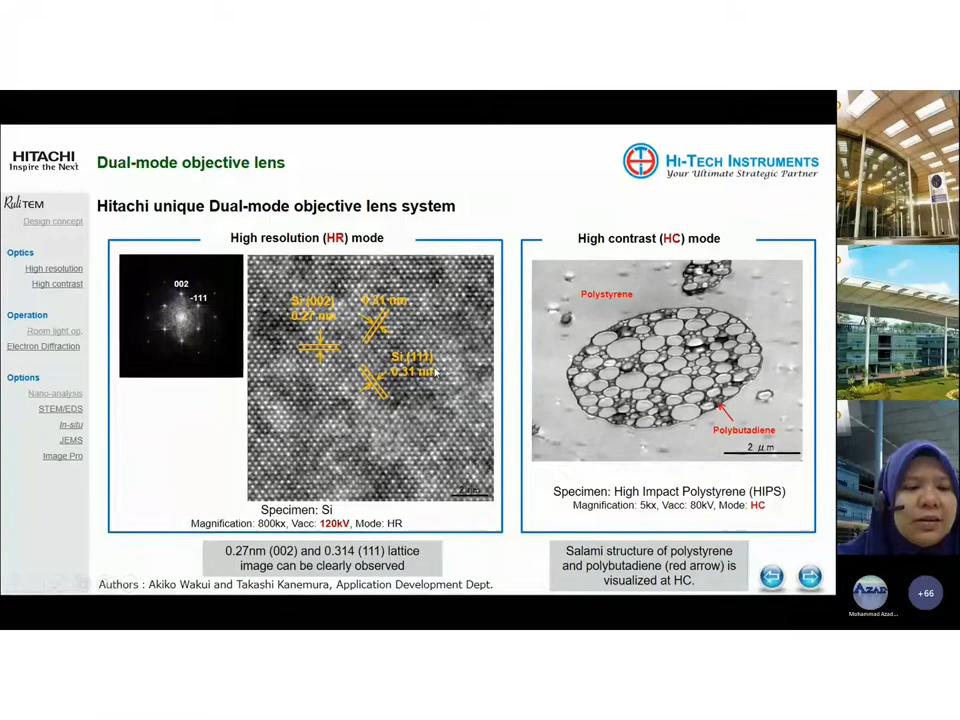 HITACHI
Inspire the Next
Dual-mode objective lens
HI-TECH INSTRUMENTS
Your Ultimate Strategic Partner
RuliTEM
Design concept
Optics
High resolution
High contrast
Operation
Room light op.
Electron Diffraction
Options
Nano-analysis
STEM/EDS
In-situ
JEMS
Image Pro
Hitachi unique Dual-mode objective lens system
High resolution (HR) mode
002
-111
Si (002)
0.27 nm
0.31 nm
Si (111)
0.31 nm
2 nm
Specimen: Si
Magnification: 800kx, Vacc: 120kV, Mode: HR
0.27nm (002) and 0.314 (111) lattice
image can be clearly observed
High contrast (HC) mode
Polystyrene
Polybutadiene
2 μm
Specimen: High Impact Polystyrene (HIPS)
Magnification: 5kx, Vacc: 80kV, Mode: HC
Salami structure of polystyrene
and polybutadiene (red arrow) is
visualized at HC.
Authors : Akiko Wakui and Takashi Kanemura, Application Development Dept.
AZAD
Mohammad Azad...
+66